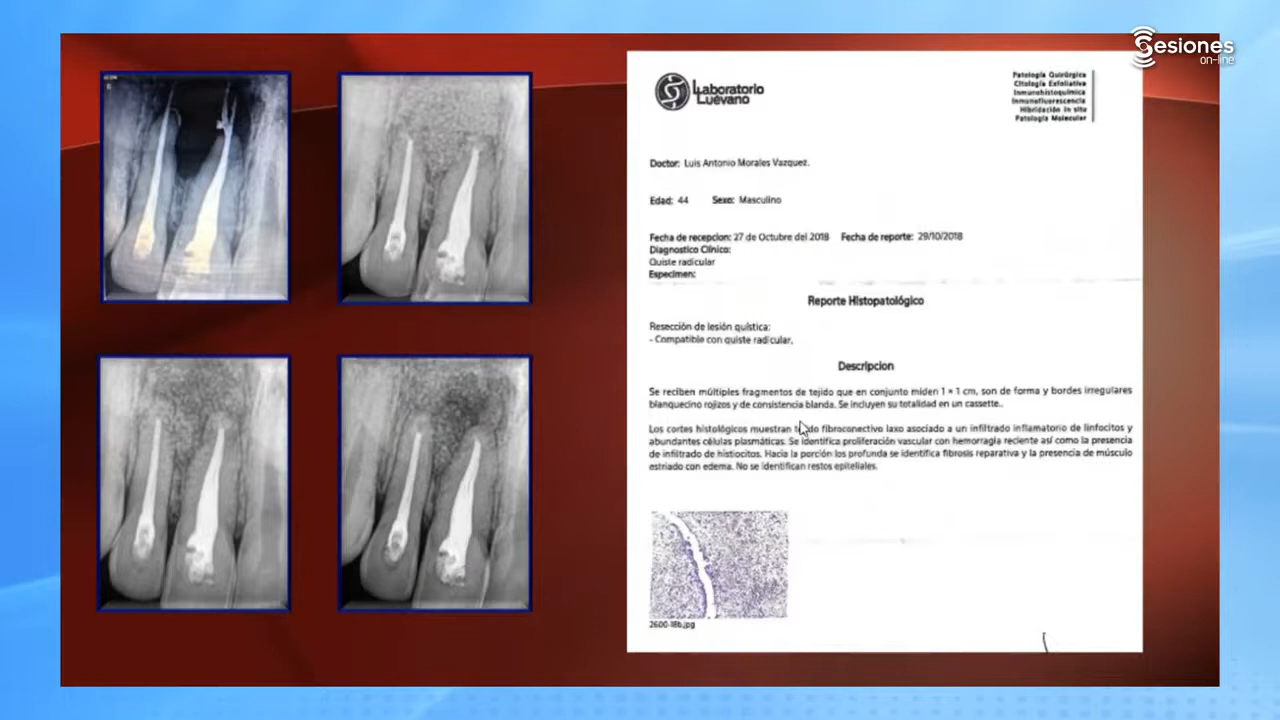 Sesiones
on-line
Laboratorio
Luévano
Patología Quirúrgica
Citología Exfoliativa
Inmunohistoquímica
Inmunofluorescencia
Hibridación in situ
Patología Molecular
Doctor: Luis Antonio Morales Vazquez.
Edad: 44 Sexo: Masculino
Fecha de recepcion: 27 de Octubre del 2018 Fecha de reporte: 29/10/2018
Diagnostico Clínico:
Quiste radicular
Especimen:
Reporte Histopatológico
Resección de lesión quística:
- Compatible con quiste radicular.
Descripcion
Se reciben múltiples fragmentos de tejido que en conjunto miden 1 × 1 cm, son de forma y bordes irregulares
blanquecino rojizos y de consistencia blanda. Se incluyen su totalidad en un cassette..
Los cortes histológicos muestran fibroconectivo laxo asociado a un infiltrado inflamatorio de linfocitos y
abundantes células plasmáticas. Se identifica proliferación vascular con hemorragia reciente así como la presencia
de infiltrado de histiocitos. Hacia la porción los profunda se identifica fibrosis reparativa y la presencia de músculo
estriado con edema. No se identifican restos epiteliales.
2600-18b.jpg